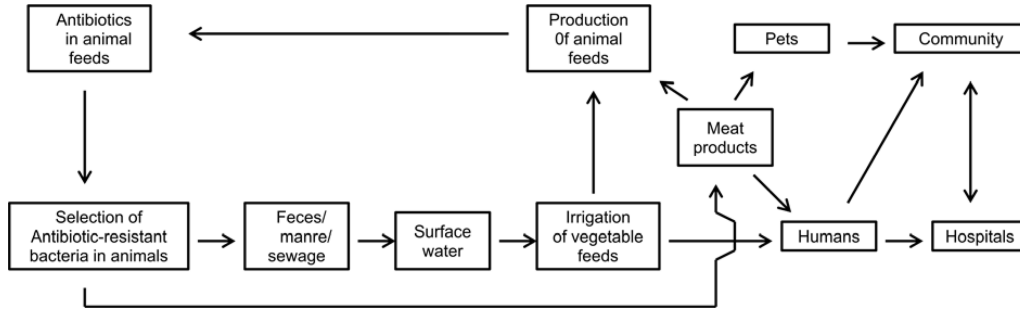 Antibiotics
in animal
feeds
Production
0f animal
feeds
Pets
Community
Meat
products
Selection of
Antibiotic-resistant
bacteria in animals
Feces/
manre/
sewage
Surface
water
Irrigation
of vegetable
feeds
Humans
Hospitals